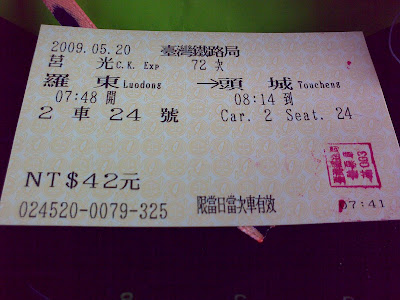 2009.05.20 臺灣鐵路局
莒光 C.K. Exp 72 次
羅東 Luodong →頭城 Toucheng
07:48 開 08:14 到
2 車 24 號 Car. 2 Seat. 24
NT$42元
024520-0079-325 限當日當次車有效 07:41